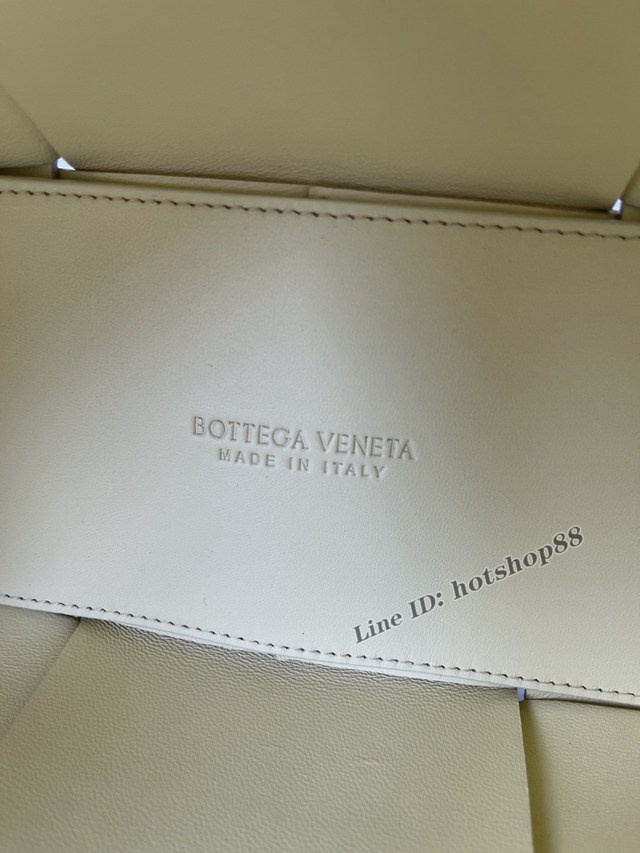 BOTTEGA VENETA
MADE IN ITALY
Line ID: hotshop88